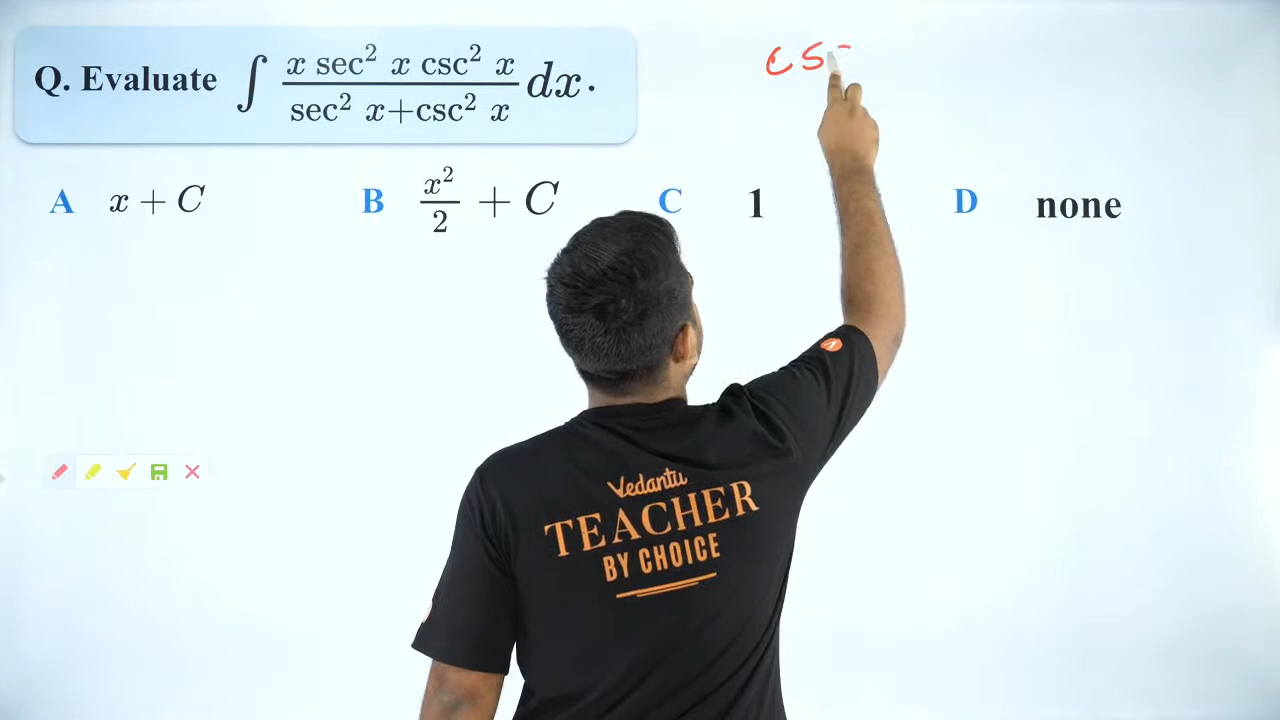 Q. Evaluate ∫ x sec² x csc² x / sec² x+csc² x dx.
A x + C
B x²/2 + C
C 1
D none
Vedantu
TEACHER
BY CHOICE